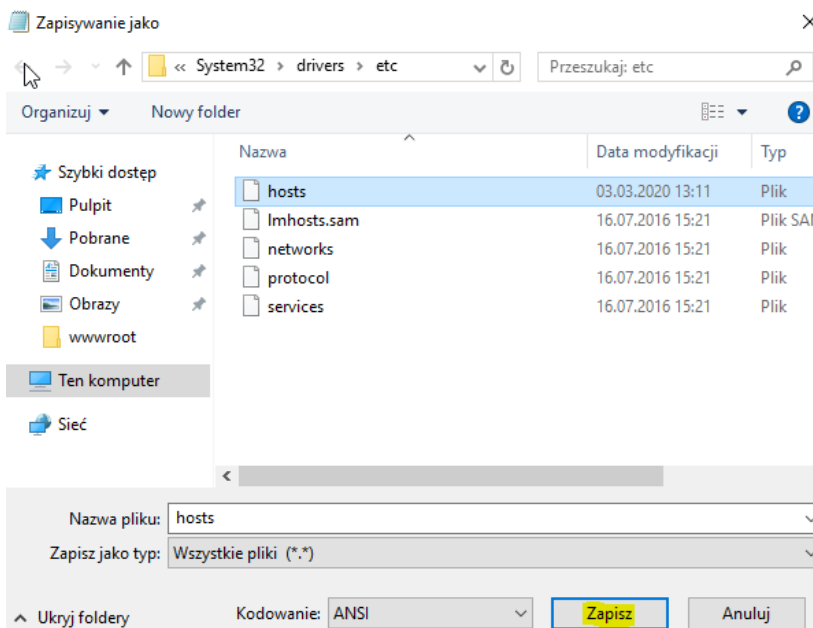 Zapisywanie jako
« System32 > drivers > etc
Przeszukaj: etc
Organizuj Nowy folder
?
Nazwa Data modyfikacji Typ
Szybki dostęp
Pulpit
Pobrane
Dokumenty
Obrazy
wwwroot
Ten komputer
Sieć
hosts 03.03.2020 13:11 Plik
lmhosts.sam 16.07.2016 15:21 Plik SAM
networks 16.07.2016 15:21 Plik
protocol 16.07.2016 15:21 Plik
services 16.07.2016 15:21 Plik
Nazwa pliku: hosts
Zapisz jako typ: Wszystkie pliki (*.*)
Ukryj foldery Kodowanie: ANSI Zapisz Anuluj